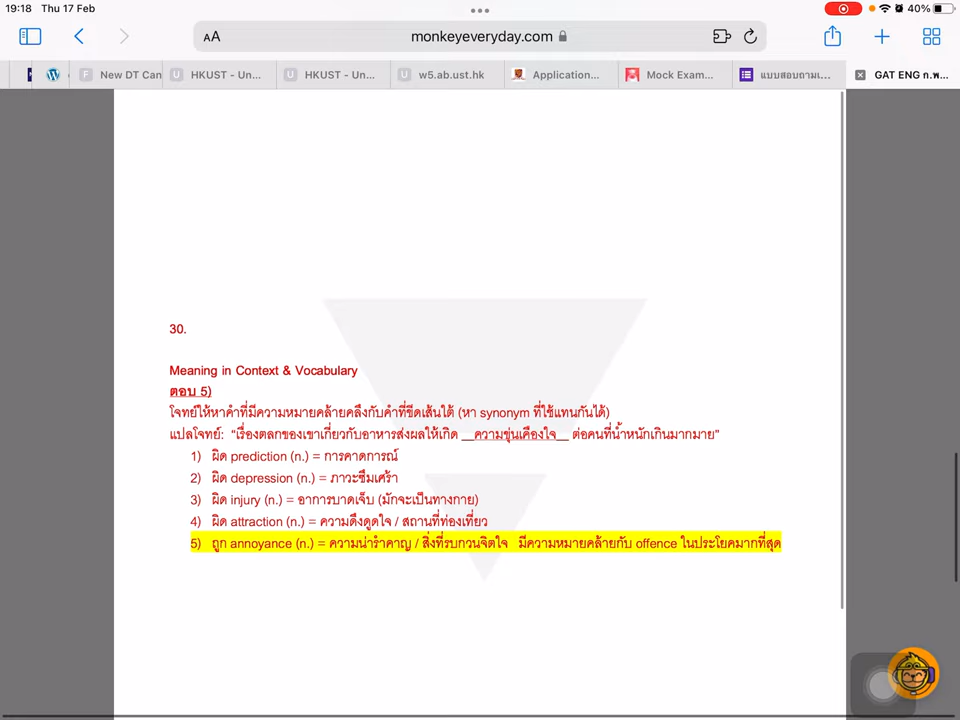 19:18 Thu 17 Feb
40%
AA
monkeyeveryday.com
New DT Can
HKUST - Un...
HKUST - Un...
w5.ab.ust.hk
Application...
Mock Exam...
แบบสอบถามเ...
GAT ENG ก.พ...
30.
Meaning in Context & Vocabulary
ตอบ 5)
โจทย์ให้หาคำที่มีความหมายคล้ายคลึงกับคำที่ขีดเส้นใต้ (หา synonym ที่ใช้แทนกันได้)
แปลโจทย์: “เรื่องตลกของเขาเกี่ยวกับอาหารส่งผลให้เกิด __ความขุ่นเคืองใจ__ ต่อคนที่น้ำหนักเกินมากมาย”
1) ผิด prediction (n.) = การคาดการณ์
2) ผิด depression (n.) = ภาวะซึมเศร้า
3) ผิด injury (n.) = อาการบาดเจ็บ (มักจะเป็นทางกาย)
4) ผิด attraction (n.) = ความดึงดูดใจ / สถานที่ท่องเที่ยว
5) ถูก annoyance (n.) = ความน่ารำคาญ / สิ่งที่รบกวนจิตใจ มีความหมายคล้ายกับ offence ในประโยคมากที่สุด